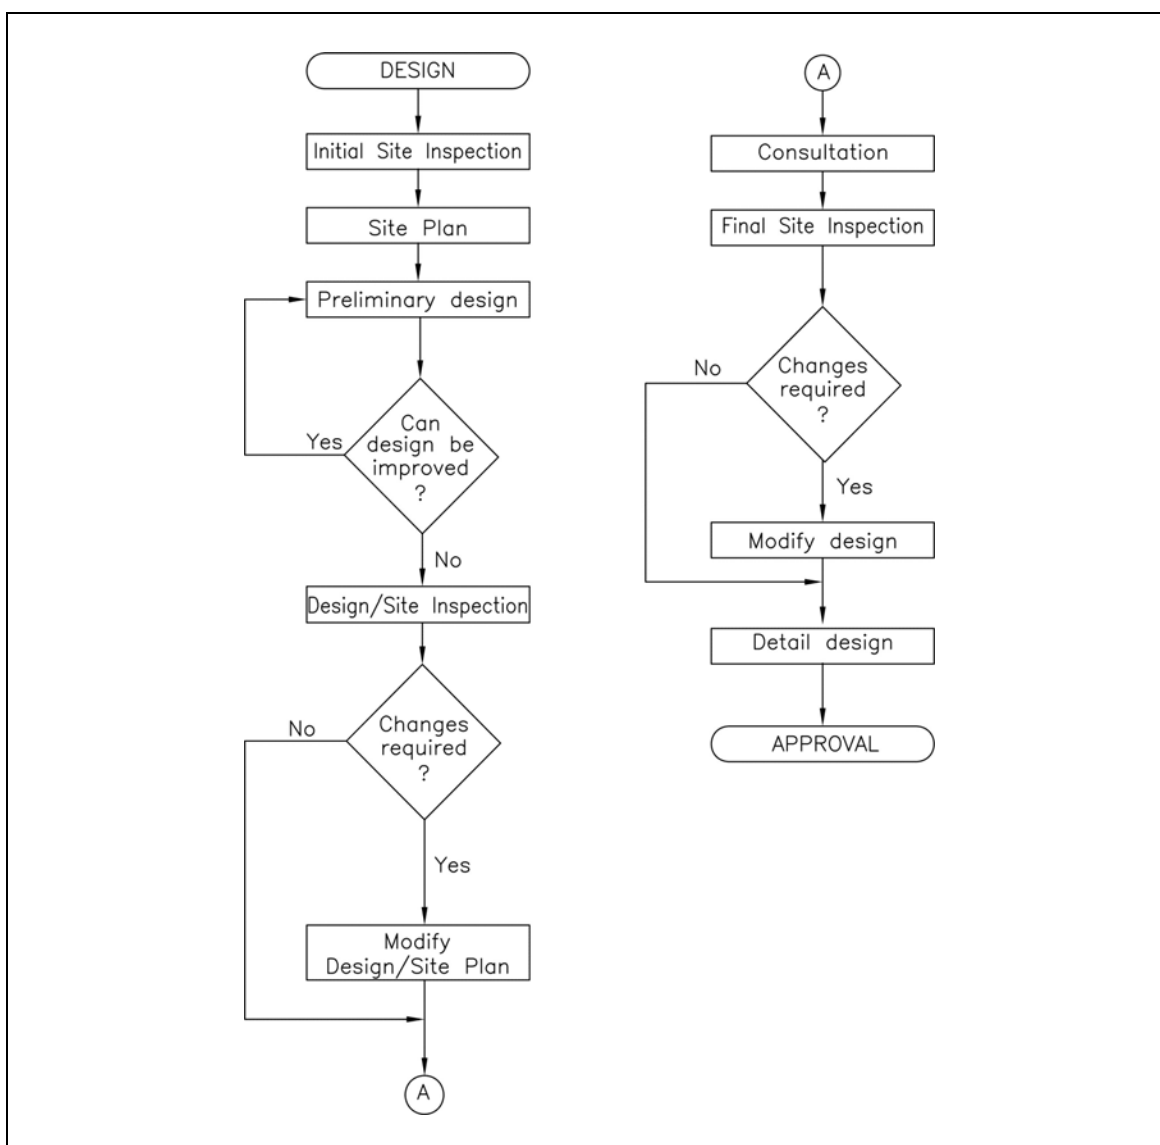 DESIGN
Initial Site Inspection
Site Plan
Preliminary design
Can
design be
improved
?
Yes
No
Design/Site Inspection
Changes
required
?
No
Yes
Modify
Design/Site Plan
A
A
Consultation
Final Site Inspection
Changes
required
?
No
Yes
Modify design
Detail design
APPROVAL